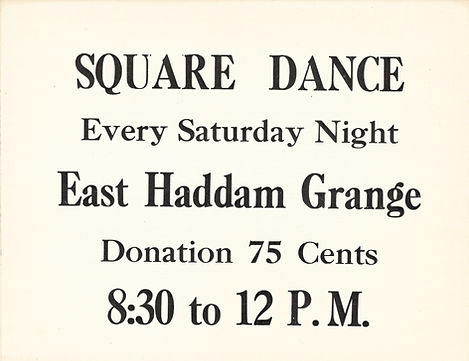 SQUARE DANCE
Every Saturday Night
East Haddam Grange
Donation 75 Cents
8:30 to 12 P. M.